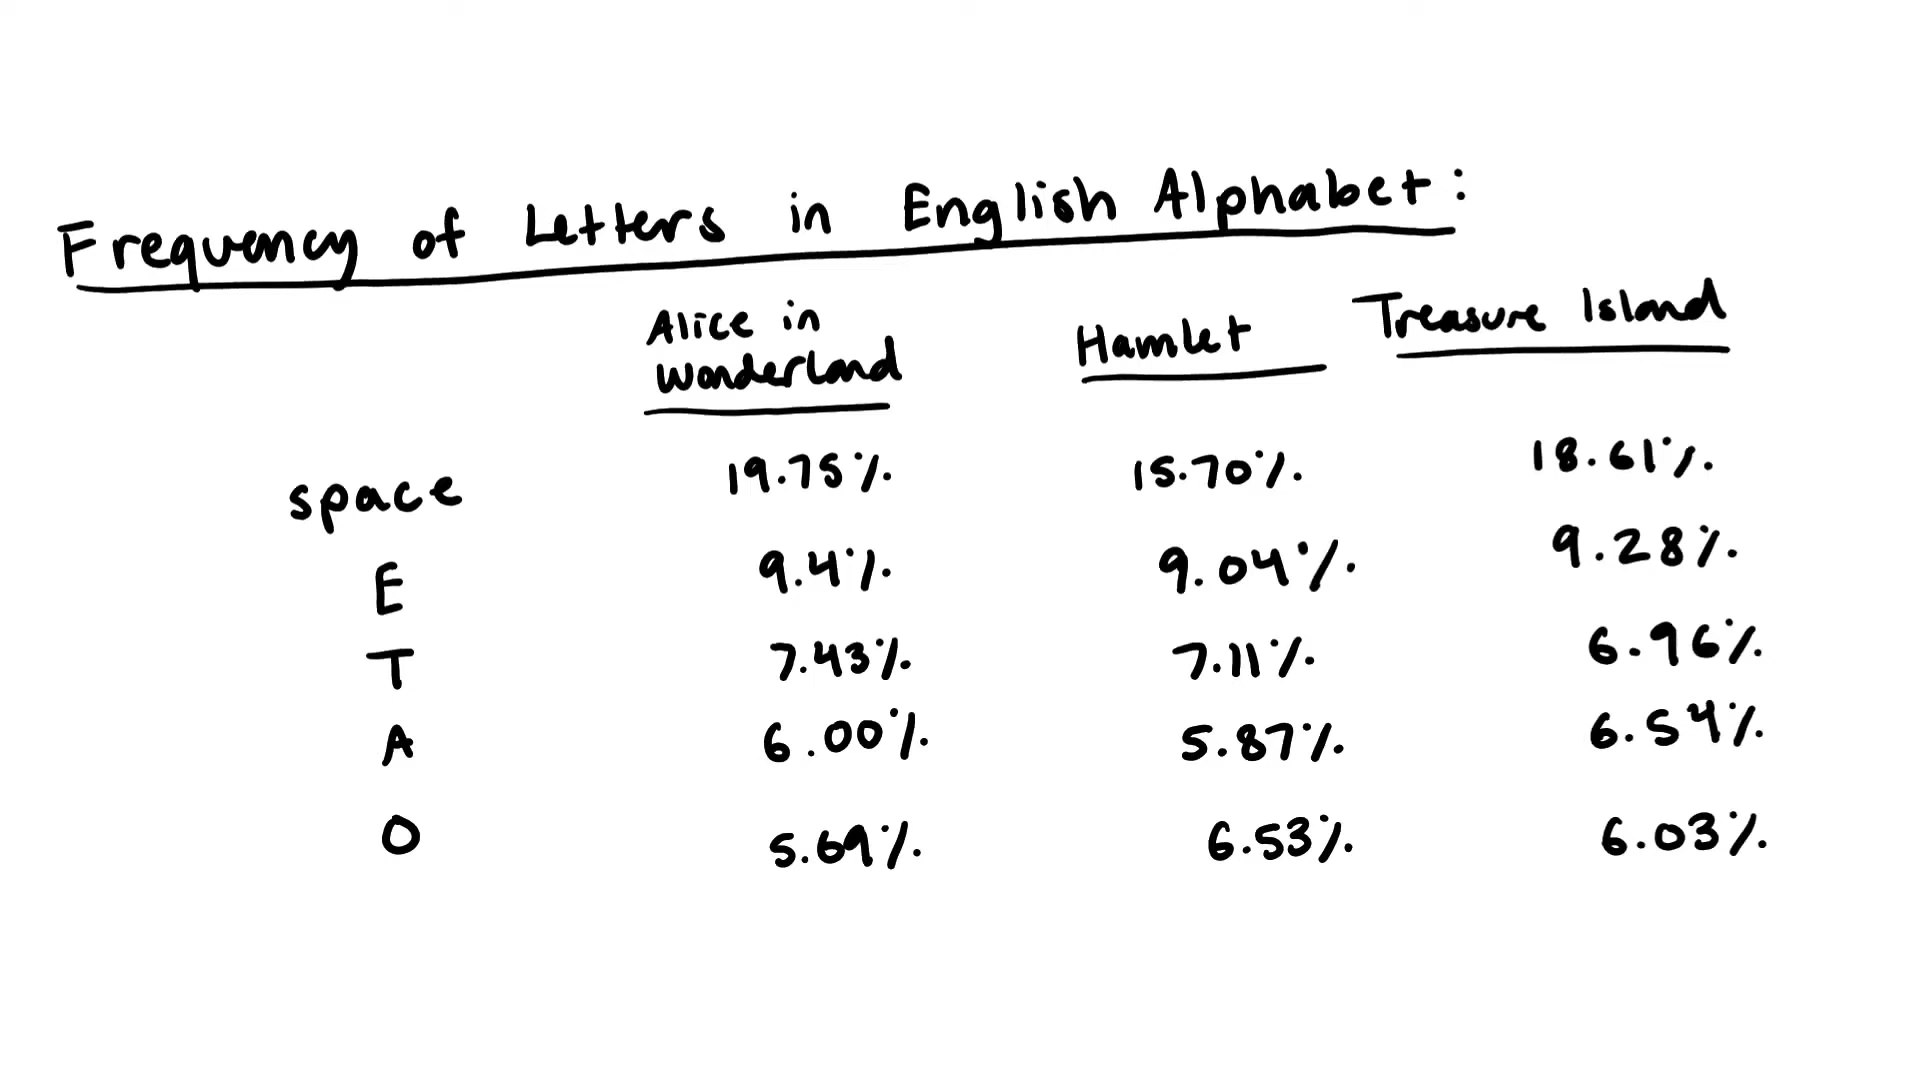 Frequency of Letters in English Alphabet:
Alice in Wonderland Hamlet Treasure Island
space 19.75% 15.70% 18.61%
E 9.4% 9.04% 9.28%
T 7.43% 7.11% 6.96%
A 6.00% 5.87% 6.54%
O 5.69% 6.53% 6.03%